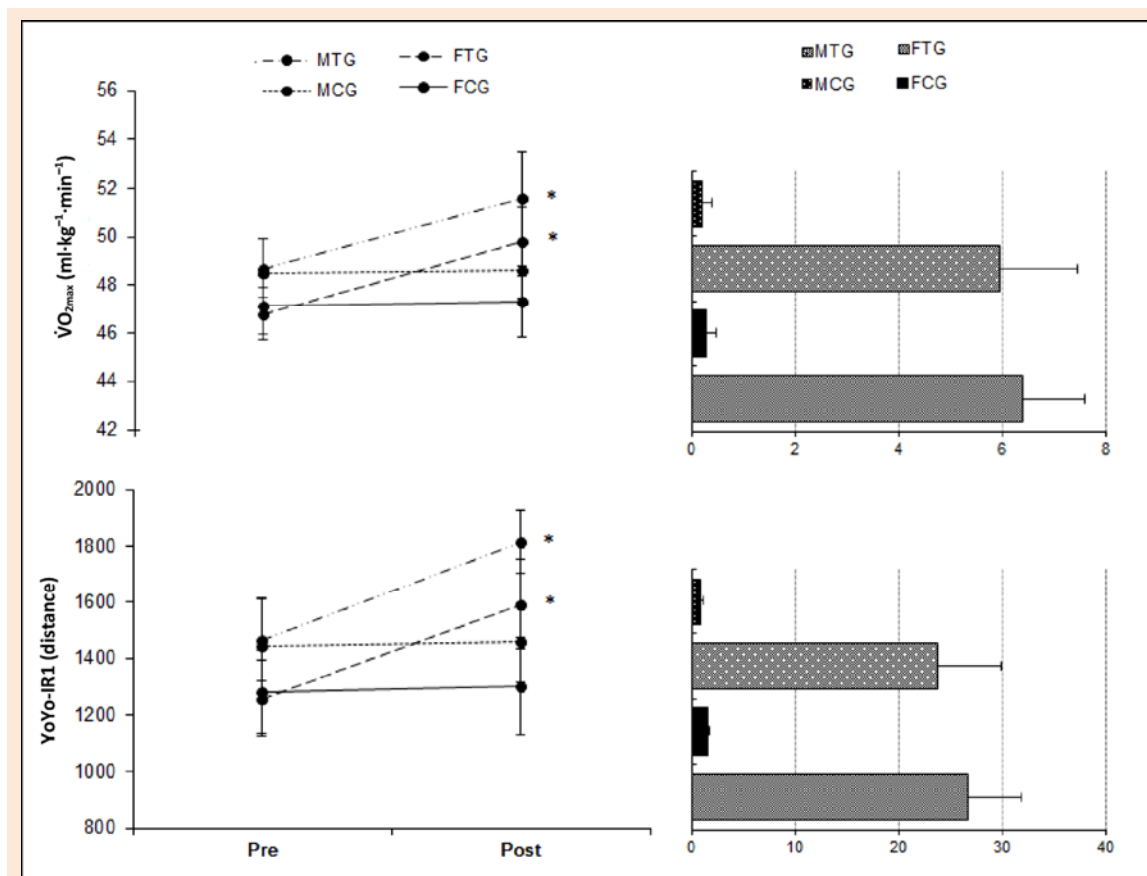 MTG FTG
MCG FCG
MTG FTG
MCG FCG
V̇O₂max (ml·kg⁻¹·min⁻¹)
56
54
52
50
48
46
44
42
*
*
0 2 4 6 8
YoYo-IR1 (distance)
2000
1800
1600
1400
1200
1000
800
*
*
Pre Post
0 10 20 30 40